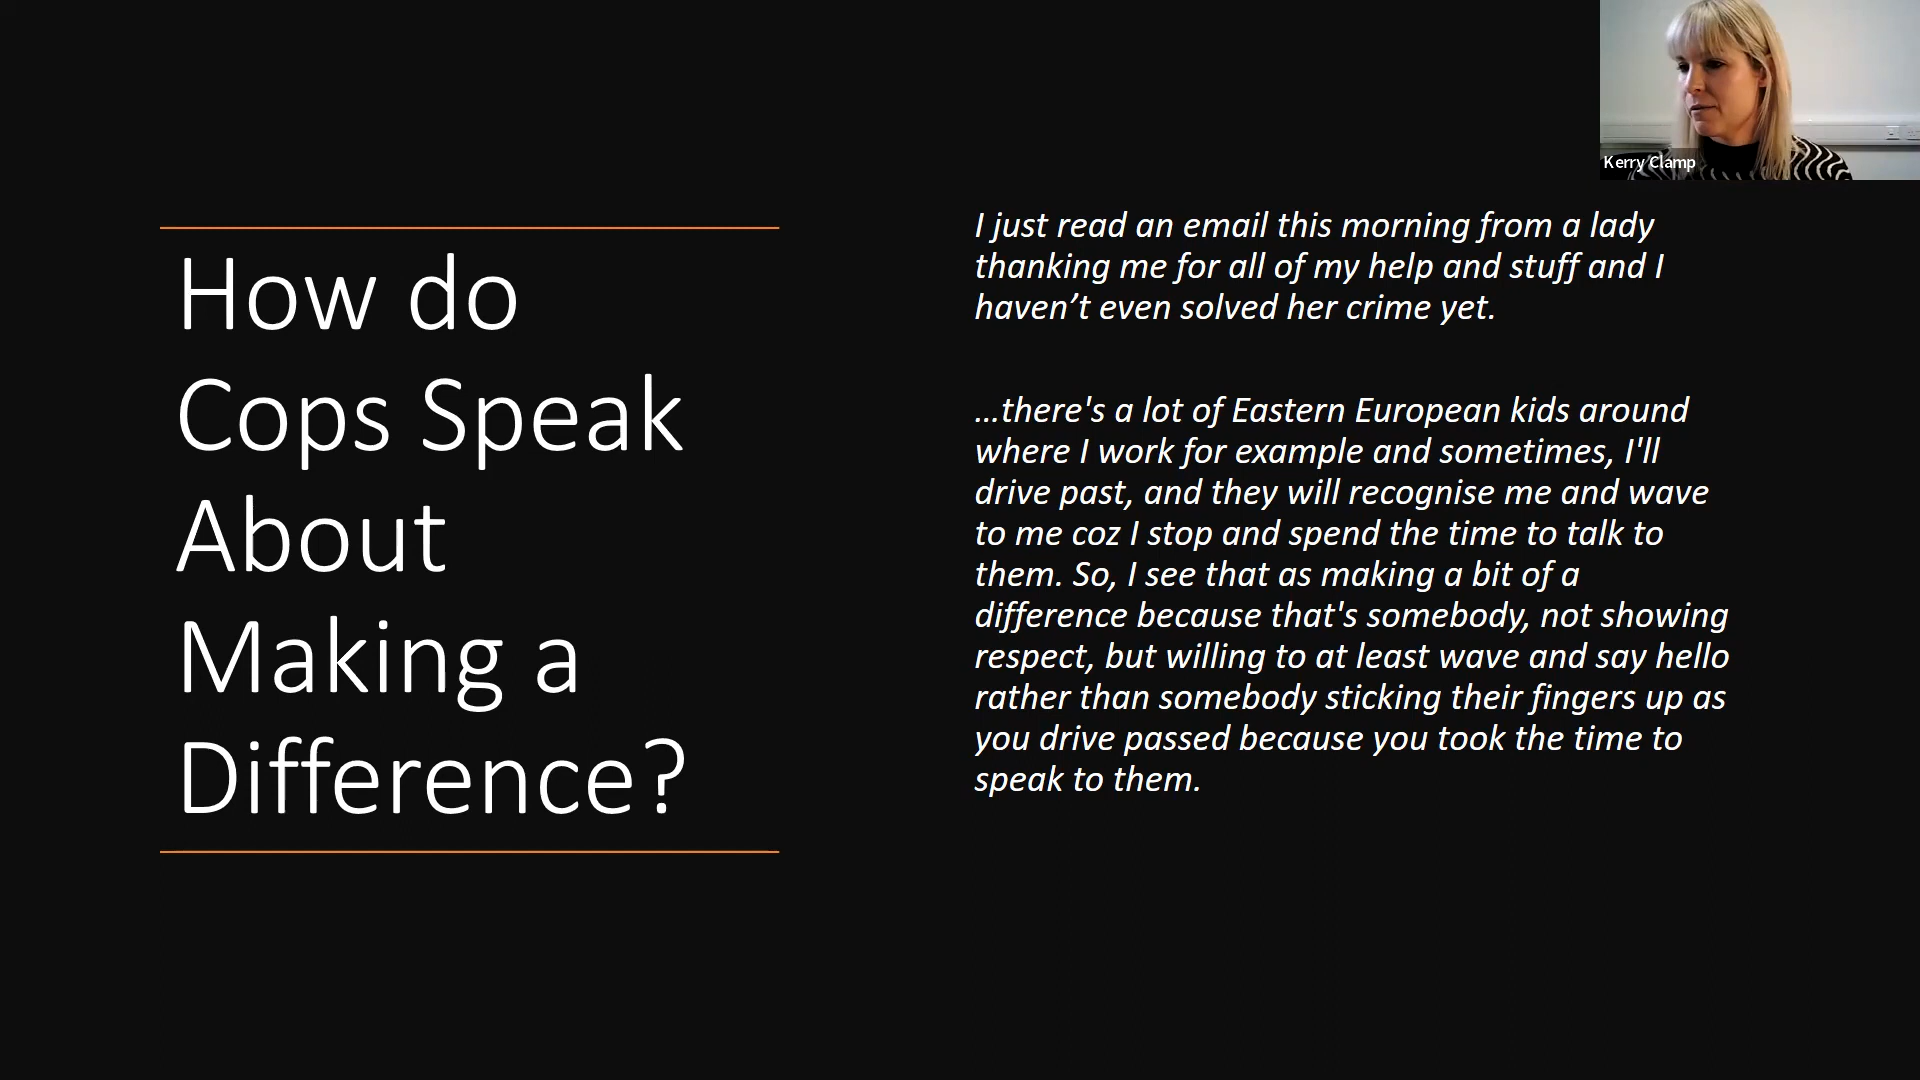 Kerry Clamp
How do
Cops Speak
About
Making a
Difference?
I just read an email this morning from a lady
thanking me for all of my help and stuff and I
haven’t even solved her crime yet.
…there's a lot of Eastern European kids around
where I work for example and sometimes, I'll
drive past, and they will recognise me and wave
to me coz I stop and spend the time to talk to
them. So, I see that as making a bit of a
difference because that's somebody, not showing
respect, but willing to at least wave and say hello
rather than somebody sticking their fingers up as
you drive passed because you took the time to
speak to them.